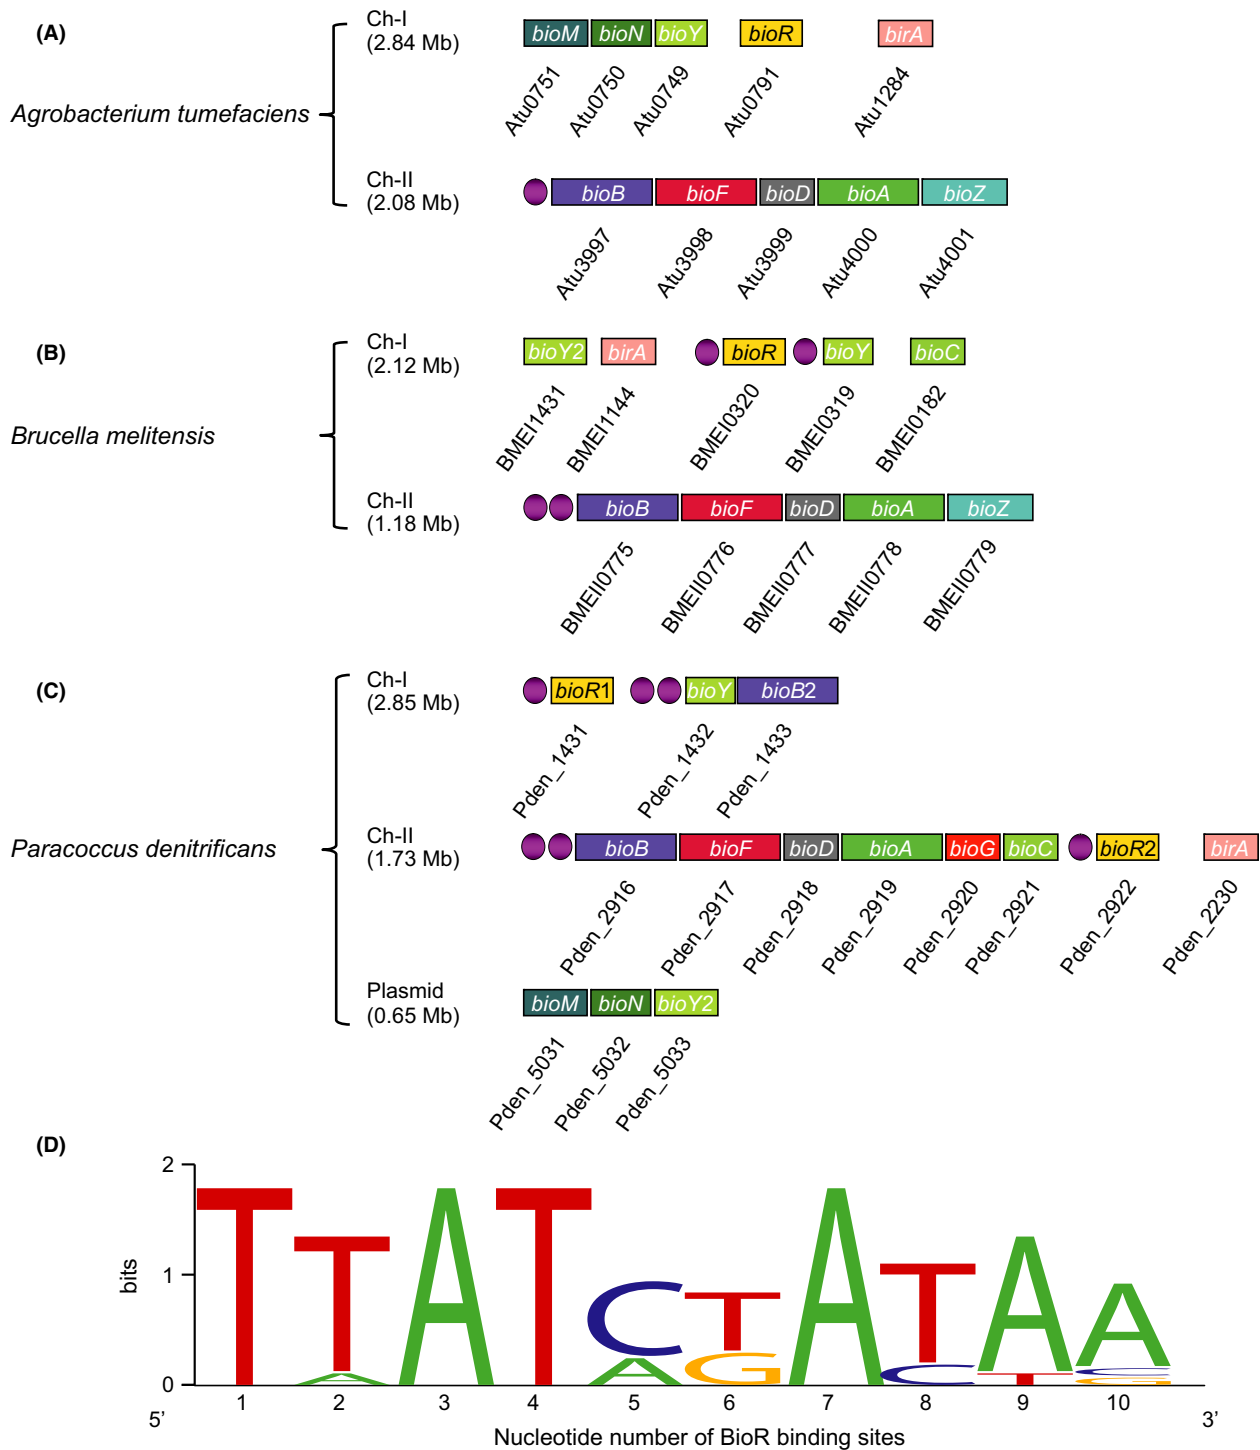 (A)
Agrobacterium tumefaciens
Ch-I
(2.84 Mb)
bioM bioN bioY bioR birA
Atu0751 Atu0750 Atu0749 Atu0791 Atu1284
Ch-II
(2.08 Mb)
bioB bioF bioD bioA bioZ
Atu3997 Atu3998 Atu3999 Atu4000 Atu4001
(B)
Brucella melitensis
Ch-I
(2.12 Mb)
bioY2 birA bioR bioY bioC
BMEI1431 BMEI1144 BMEI0320 BMEI0319 BMEI0182
Ch-II
(1.18 Mb)
bioB bioF bioD bioA bioZ
BMEII0775 BMEII0776 BMEII0777 BMEII0778 BMEII0779
(C)
Paracoccus denitrificans
Ch-I
(2.85 Mb)
bioR1 bioY bioB2
Pden_1431 Pden_1432 Pden_1433
Ch-II
(1.73 Mb)
bioB bioF bioD bioA bioG bioC bioR2 birA
Pden_2916 Pden_2917 Pden_2918 Pden_2919 Pden_2920 Pden_2921 Pden_2922 Pden_2230
Plasmid
(0.65 Mb)
bioM bioN bioY2
Pden_5031 Pden_5032 Pden_5033
(D)
2
1
0
bits
T T A T C T A T A A
A A G C T C G
5’ 1 2 3 4 5 6 7 8 9 10 3’
Nucleotide number of BioR binding sites